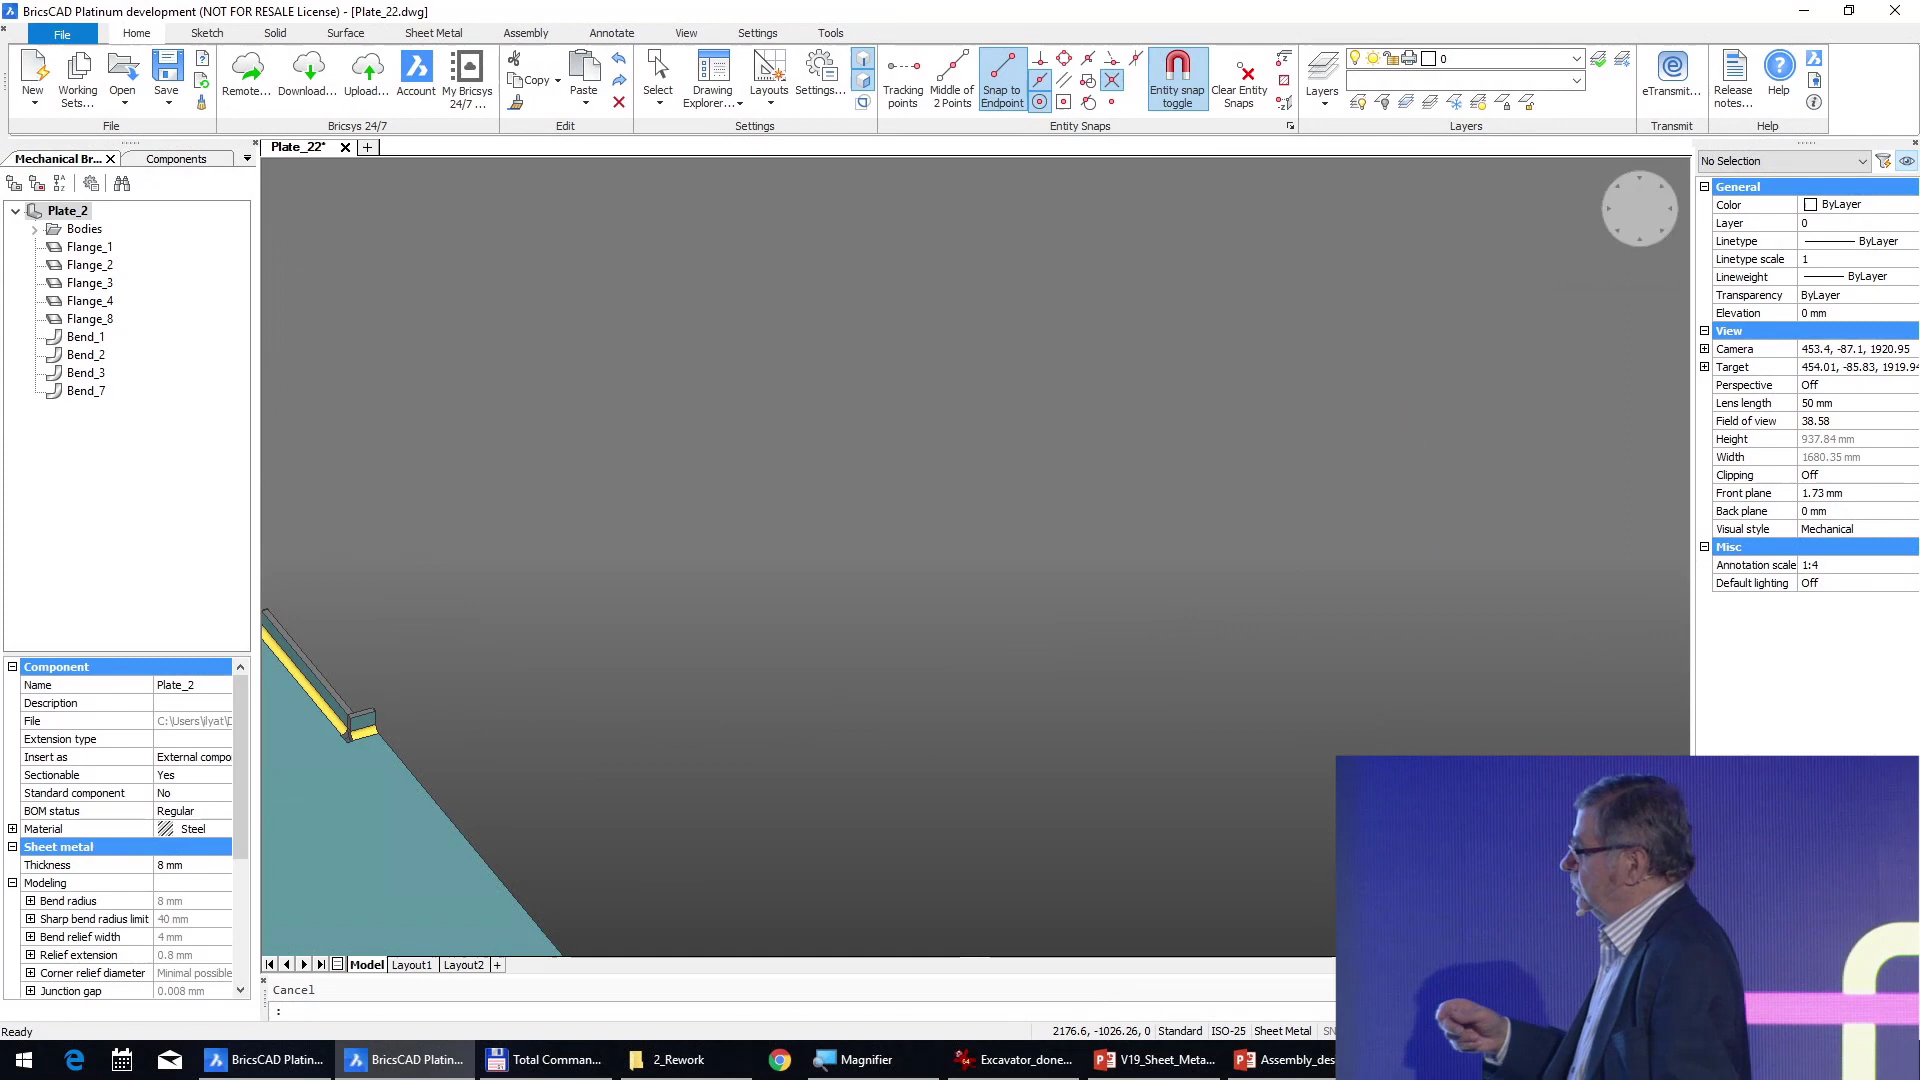 BricsCAD Platinum development (NOT FOR RESALE License) - [Plate_22.dwg]
File Home Sketch Solid Surface Sheet Metal Assembly Annotate View Settings Tools
New Working Sets... Open Save
Remote... Download... Upload... Account My Bricsys 24/7 ...
Copy Paste
Select Drawing Explorer... Layouts Settings...
Tracking points Middle of 2 Points Snap to Endpoint Entity snap toggle Clear Entity Snaps
Layers 0
eTransmit... Release notes... Help
File Bricsys 24/7 Edit Settings Entity Snaps Layers Transmit Help
Mechanical Br... Components
Plate_22*
Plate_2
Bodies
Flange_1
Flange_2
Flange_3
Flange_4
Flange_8
Bend_1
Bend_2
Bend_3
Bend_7
Component
Name Plate_2
Description
File C:\Users\ilyat\D
Extension type
Insert as External compo
Sectionable Yes
Standard component No
BOM status Regular
Material Steel
Sheet metal
Thickness 8 mm
Modeling
Bend radius 8 mm
Sharp bend radius limit 40 mm
Bend relief width 4 mm
Relief extension 0.8 mm
Corner relief diameter Minimal possible
Junction gap 0.008 mm
No Selection
General
Color ByLayer
Layer 0
Linetype ByLayer
Linetype scale 1
Lineweight ByLayer
Transparency ByLayer
Elevation 0 mm
View
Camera 453.4, -87.1, 1920.95
Target 454.01, -85.83, 1919.94
Perspective Off
Lens length 50 mm
Field of view 38.58
Height 937.84 mm
Width 1680.35 mm
Clipping Off
Front plane 1.73 mm
Back plane 0 mm
Visual style Mechanical
Misc
Annotation scale 1:4
Default lighting Off
Model Layout1 Layout2
Cancel
:
Ready 2176.6, -1026.26, 0 Standard ISO-25 Sheet Metal SN
BricsCAD Platin... BricsCAD Platin... Total Comman... 2_Rework Magnifier Excavator_done... V19_Sheet_Meta... Assembly_des